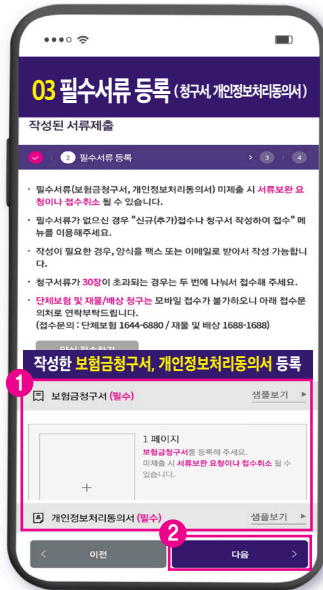 03 필수서류 등록 (청구서, 개인정보처리동의서)
작성된 서류제출
2 필수서류 등록 > 3 4
· 필수서류(보험금청구서, 개인정보처리동의서) 미제출 시 서류보완 요
청이나 접수취소 될 수 있습니다.
· 필수서류가 없으신 경우 "신규(추가)접수나 청구서 작성하여 접수" 메
뉴를 이용해주세요.
· 작성이 필요한 경우, 양식을 팩스 또는 이메일로 받아서 작성 가능합니
다.
· 청구서류가 30장이 초과되는 경우는 두 번에 나눠서 접수해 주세요.
· 단체보험 및 재물/배상 청구는 모바일 접수가 불가하오니 아래 접수문
의처로 연락부탁드립니다.
(접수문의 : 단체보험 1644-6880 / 재물 및 배상 1688-1688)
작성한 보험금청구서, 개인정보처리동의서 등록
1
보험금청구서 (필수) 샘플보기 ▶
1 페이지
보험금청구서를 등록해 주세요.
미제출 시 서류보완 요청이나 접수취소 될 수
있습니다.
+
개인정보처리동의서 (필수) 샘플보기 ▶
2
< 이전
다음 >